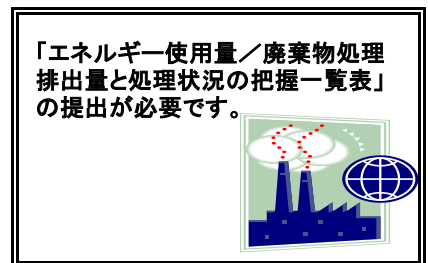 「エネルギー使用量／廃棄物処理
排出量と処理状況の把握一覧表」
の提出が必要です。